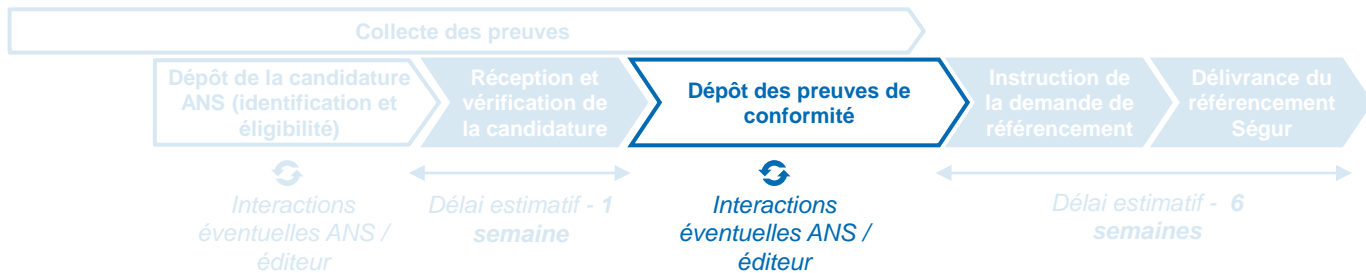 Collecte des preuves
Dépôt de la candidature
ANS (identification et
éligibilité)
Réception et
vérification de
la candidature
Dépôt des preuves de
conformité
Instruction de
la demande de
référencement
Délivrance du
référencement
Ségur
Interactions
éventuelles ANS /
éditeur
Délai estimatif - 1
semaine
Interactions
éventuelles ANS /
éditeur
Délai estimatif - 6
semaines